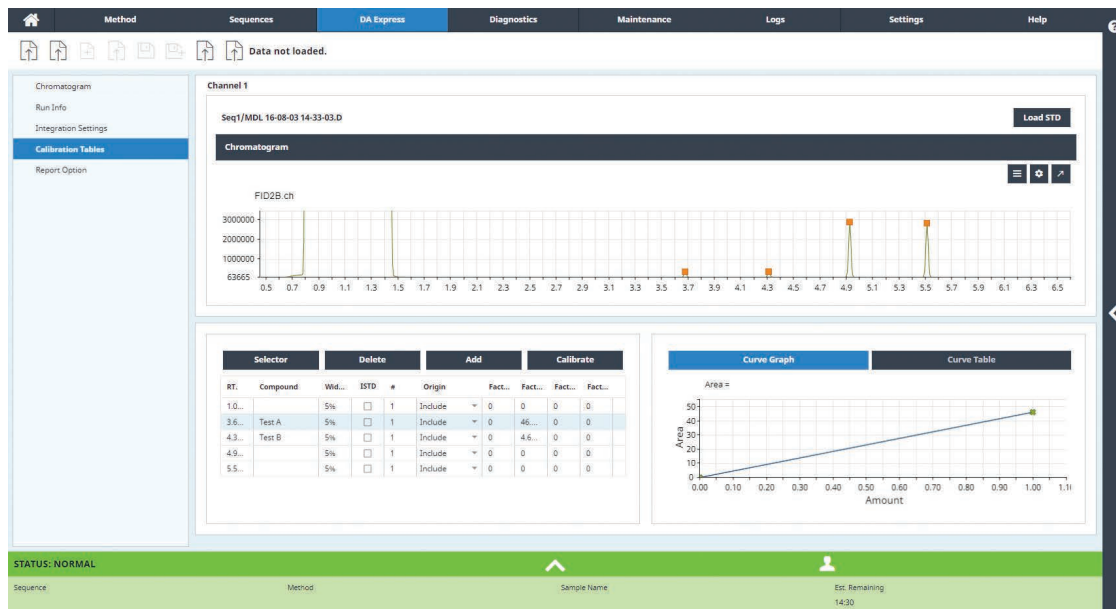 Method Sequences DA Express Diagnostics Maintenance Logs Settings Help
Data not loaded.
Chromatogram
Run Info
Integration Settings
Calibration Tables
Report Option
Channel 1
Seq1/MDL 16-08-03 14-33-03.D Load STD
Chromatogram
FID2B.ch
3000000
2000000
1000000
63665
0.5 0.7 0.9 1.1 1.3 1.5 1.7 1.9 2.1 2.3 2.5 2.7 2.9 3.1 3.3 3.5 3.7 3.9 4.1 4.3 4.5 4.7 4.9 5.1 5.3 5.5 5.7 5.9 6.1 6.3 6.5
Selector Delete Add Calibrate
RT. Compound Wid... ISTD # Origin Fact... Fact... Fact... Fact...
1.0... 5% 1 Include 0 0 0 0
3.6... Test A 5% 1 Include 0 46.... 0 0
4.3... Test B 5% 1 Include 0 4.6... 0 0
4.9... 5% 1 Include 0 0 0 0
5.5... 5% 1 Include 0 0 0 0
Curve Graph Curve Table
Area =
50
40
30
20
10
0
Area
0.00 0.10 0.20 0.30 0.40 0.50 0.60 0.70 0.80 0.90 1.00 1.10
Amount
STATUS: NORMAL
Sequence Method Sample Name Est. Remaining
14:30